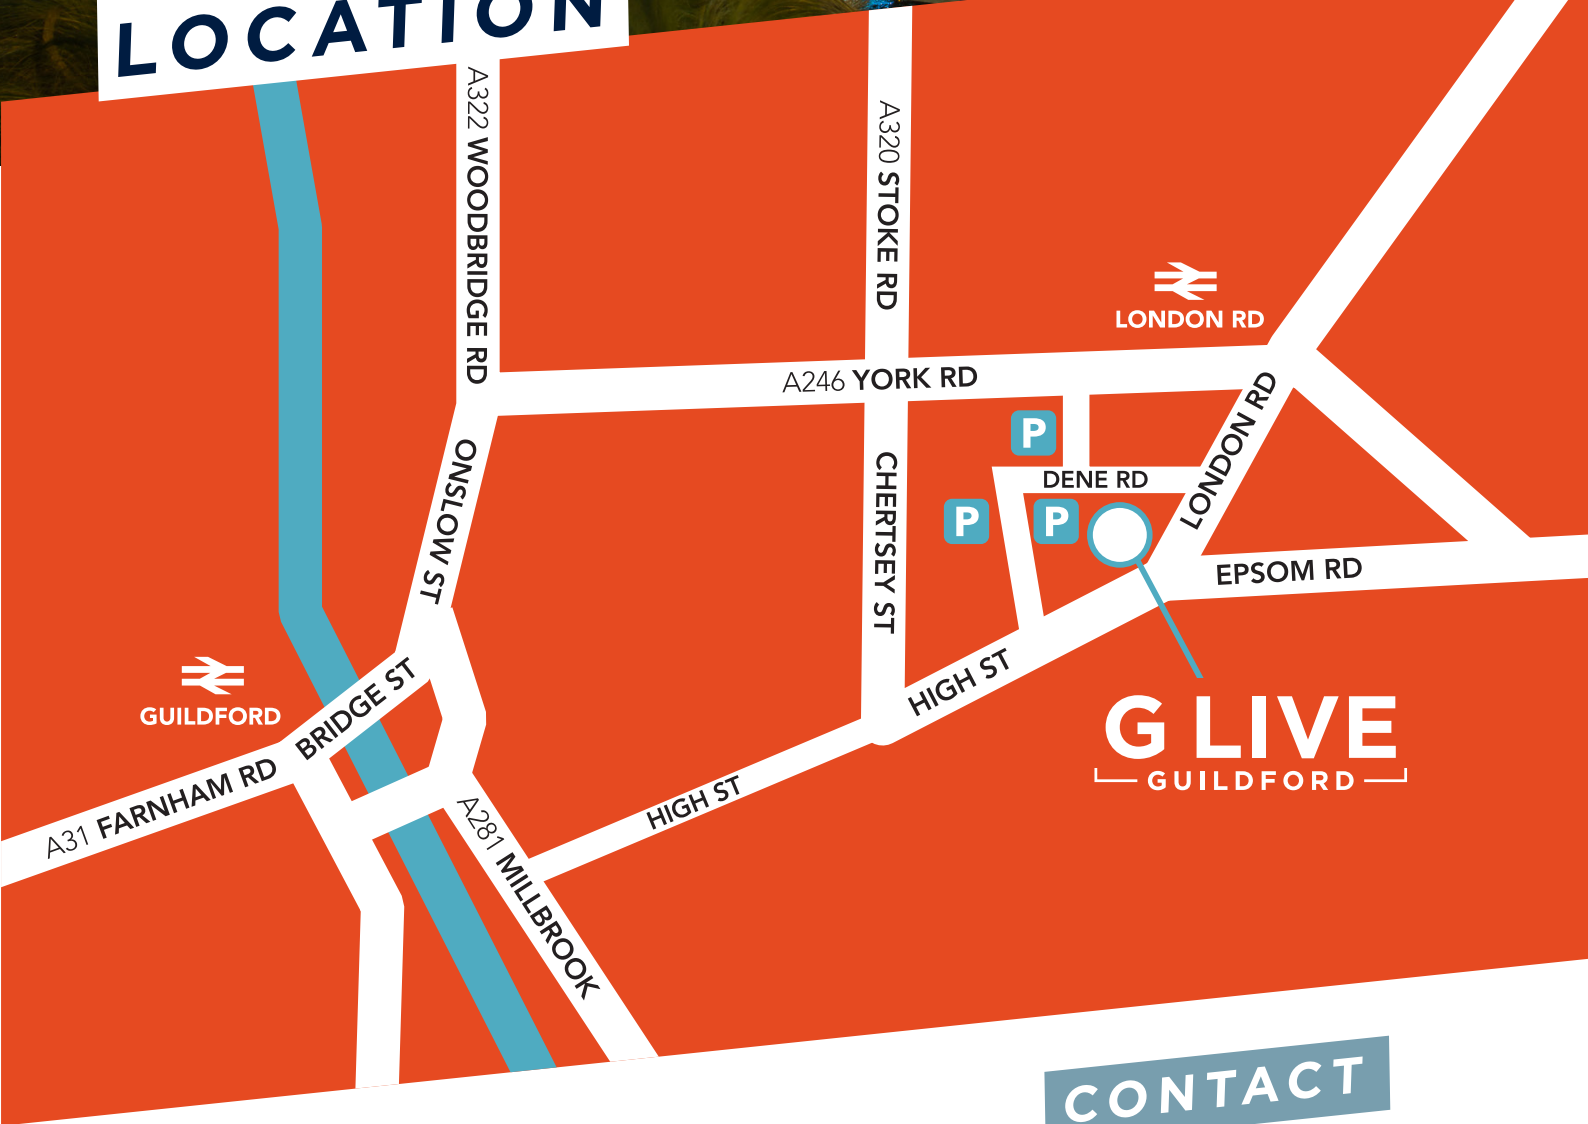 LOCATION
A322 WOODBRIDGE RD
A320 STOKE RD
LONDON RD
A246 YORK RD
LONDON RD
P
DENE RD
P
P
ONSLOW ST
CHERTSEY ST
EPSOM RD
HIGH ST
BRIDGE ST
GUILDFORD
G LIVE
GUILDFORD
A31 FARNHAM RD
HIGH ST
A281 MILLBROOK
CONTACT